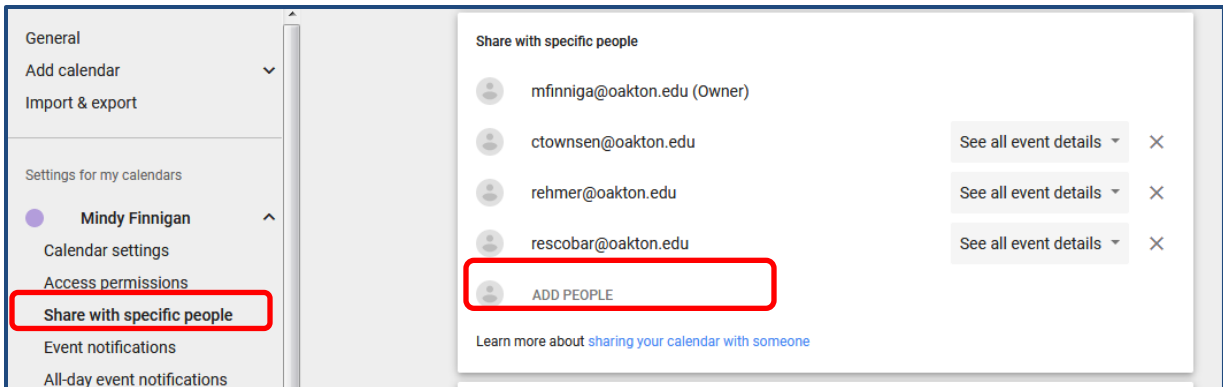 General
Add calendar
Import & export
Settings for my calendars
Mindy Finnigan
Calendar settings
Access permissions
Share with specific people
Event notifications
All-day event notifications
Share with specific people
mfinniga@oakton.edu (Owner)
ctownsen@oakton.edu See all event details
rehmer@oakton.edu See all event details
rescobar@oakton.edu See all event details
ADD PEOPLE
Learn more about sharing your calendar with someone